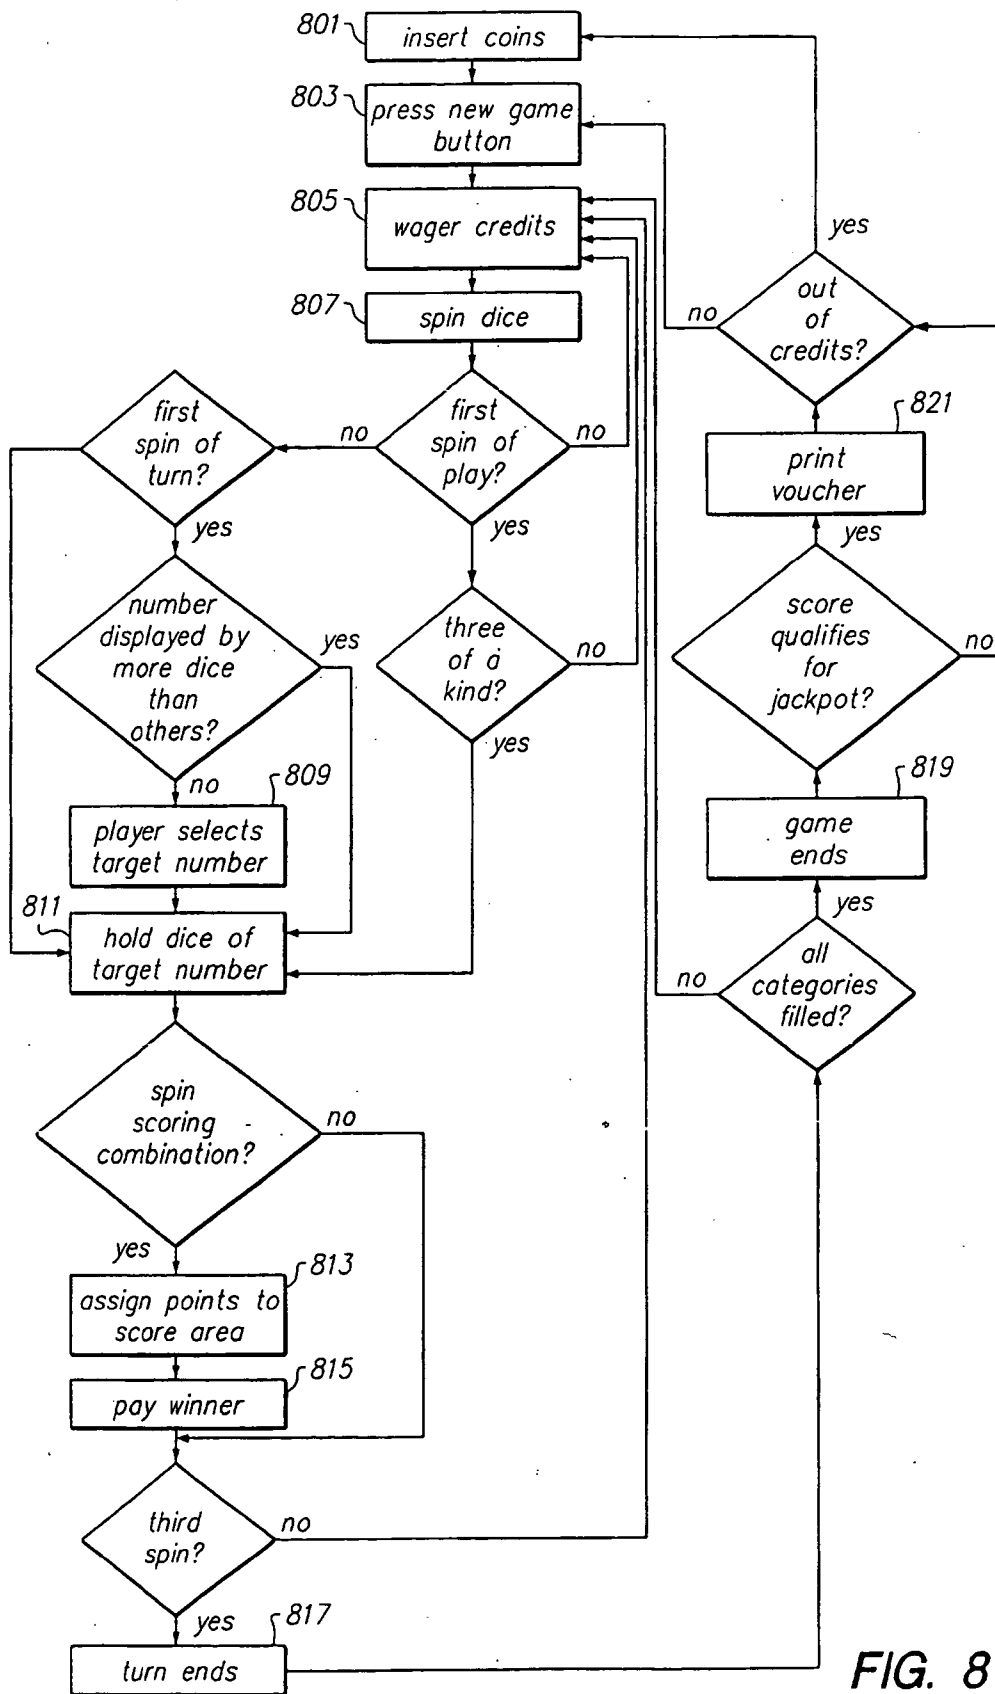 801
insert coins
803
press new game
button
805
wager credits
yes
807
spin dice
no
out
of
credits?
first
spin of
turn?
no
first
spin of
play?
no
821
print
voucher
yes
yes
yes
number
displayed by
more dice
than
others?
yes
three
of a
kind?
no
score
qualifies
for
jackpot?
no
yes
no
809
player selects
target number
819
game
ends
yes
811
hold dice of
target number
no
all
categories
filled?
spin
scoring
combination?
no
yes
813
assign points to
score area
815
pay winner
third
spin?
no
yes
817
turn ends
FIG. 8